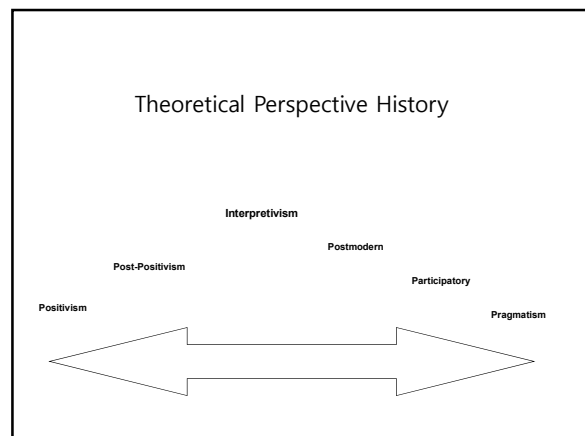 Theoretical Perspective History
Interpretivism
Postmodern
Post-Positivism
Participatory
Positivism
Pragmatism